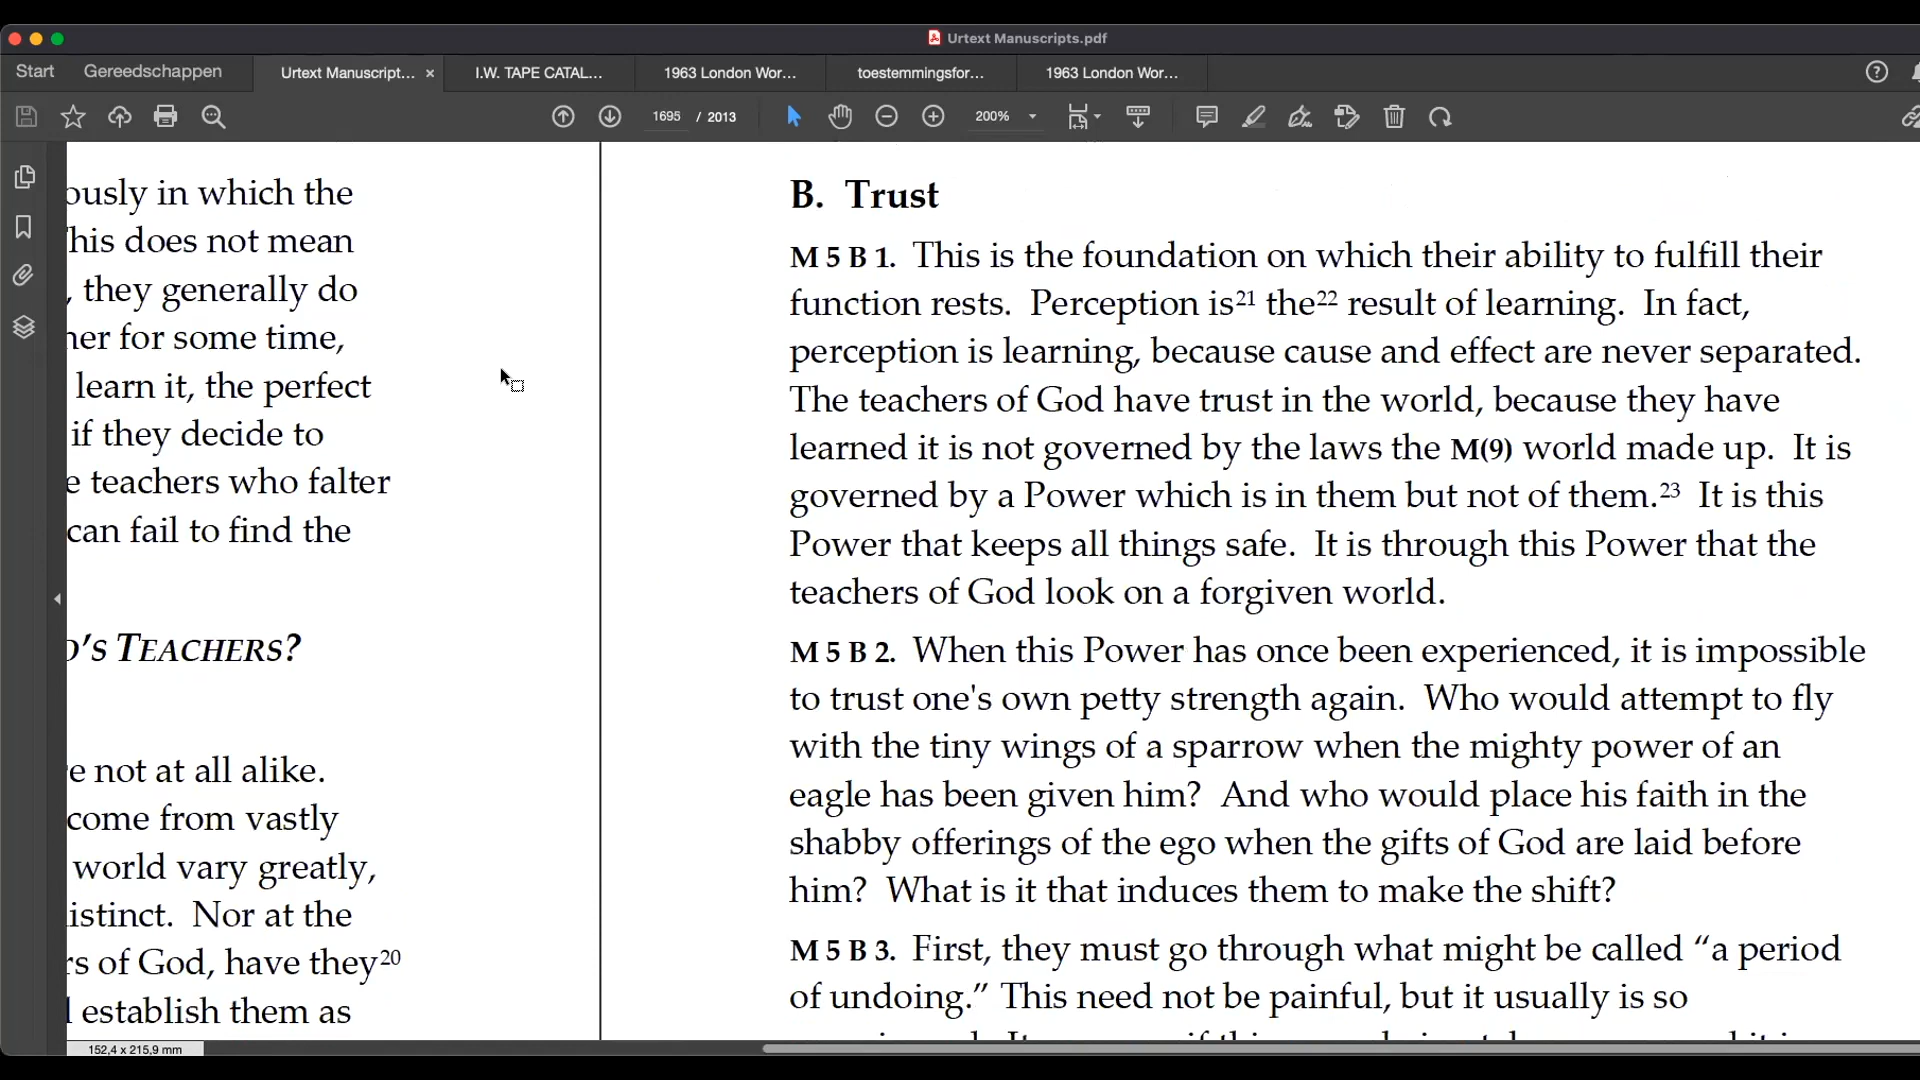 Urtext Manuscripts.pdf
Start Gereedschappen Urtext Manuscript... × I.W. TAPE CATAL... 1963 London Wor... toestemmingsfor... 1963 London Wor...
1695 / 2013 200%
ously in which the
his does not mean
, they generally do
her for some time,
learn it, the perfect
if they decide to
e teachers who falter
can fail to find the
D'S TEACHERS?
e not at all alike.
come from vastly
world vary greatly,
istinct. Nor at the
rs of God, have they20
l establish them as
B. Trust
M 5 B 1. This is the foundation on which their ability to fulfill their
function rests. Perception is21 the22 result of learning. In fact,
perception is learning, because cause and effect are never separated.
The teachers of God have trust in the world, because they have
learned it is not governed by the laws the M(9) world made up. It is
governed by a Power which is in them but not of them.23 It is this
Power that keeps all things safe. It is through this Power that the
teachers of God look on a forgiven world.
M 5 B 2. When this Power has once been experienced, it is impossible
to trust one's own petty strength again. Who would attempt to fly
with the tiny wings of a sparrow when the mighty power of an
eagle has been given him? And who would place his faith in the
shabby offerings of the ego when the gifts of God are laid before
him? What is it that induces them to make the shift?
M 5 B 3. First, they must go through what might be called “a period
of undoing.” This need not be painful, but it usually is so
152,4 x 215,9 mm